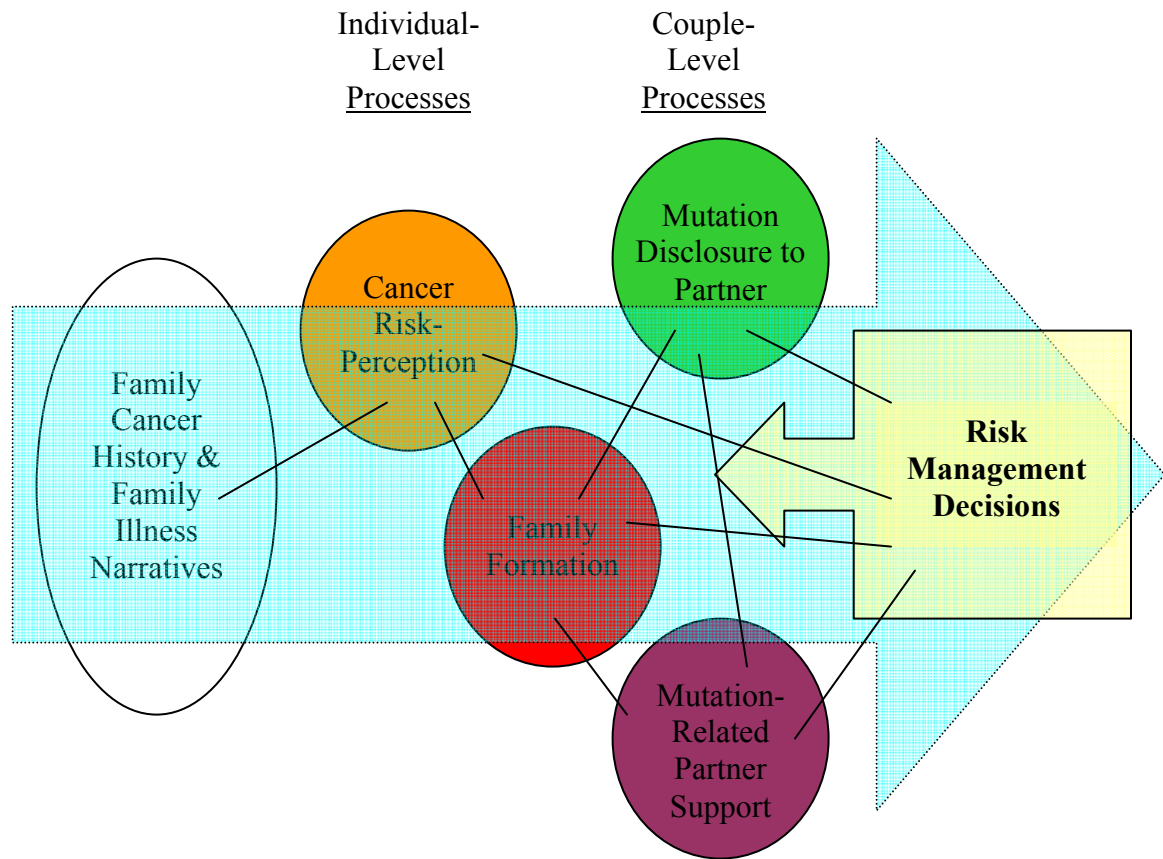 Individual-
Level
Processes
Couple-
Level
Processes
Mutation
Disclosure to
Partner
Cancer
Risk-
Perception
Family
Cancer
History &
Family
Illness
Narratives
Family
Formation
Risk
Management
Decisions
Mutation-
Related
Partner
Support